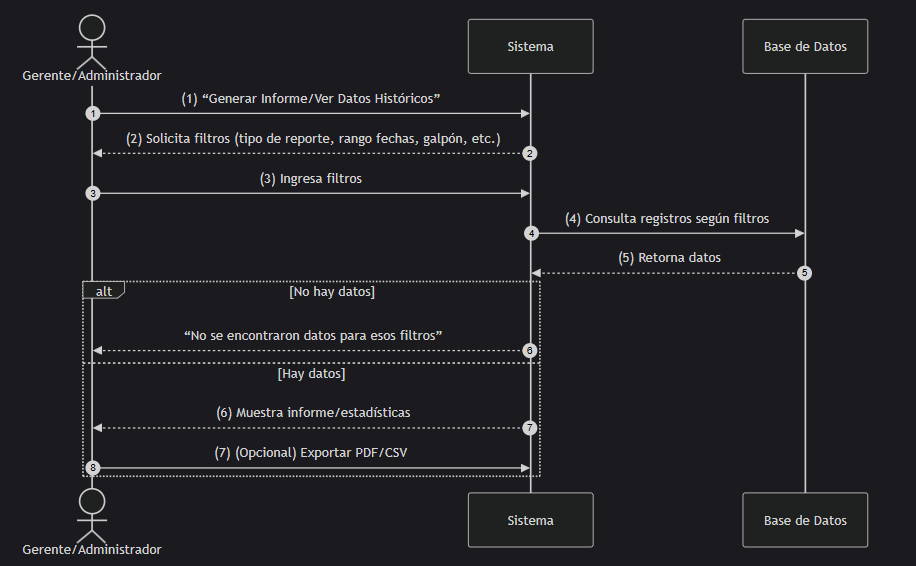 Gerente/Administrador
Sistema
Base de Datos
(1) “Generar Informe/Ver Datos Históricos”
1
(2) Solicita filtros (tipo de reporte, rango fechas, galpón, etc.)
2
(3) Ingresa filtros
3
(4) Consulta registros según filtros
4
(5) Retorna datos
5
alt
[No hay datos]
“No se encontraron datos para esos filtros”
6
[Hay datos]
(6) Muestra informe/estadísticas
7
(7) (Opcional) Exportar PDF/CSV
8
Gerente/Administrador
Sistema
Base de Datos